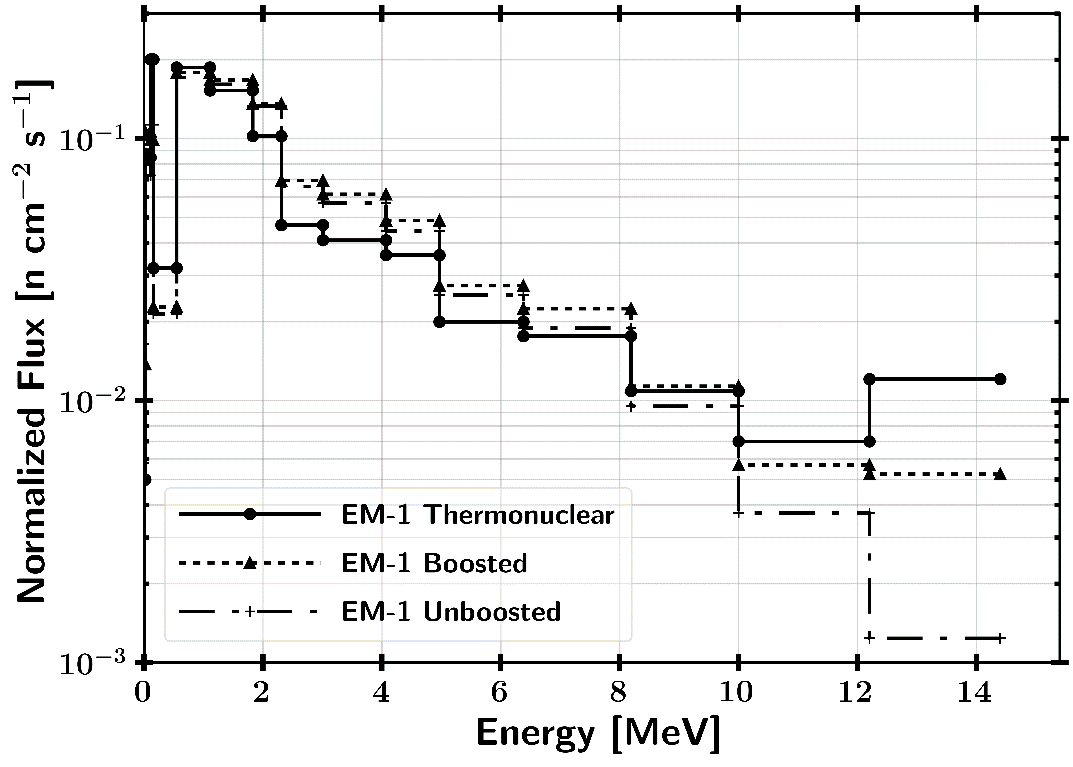 Normalized Flux [n cm⁻² s⁻¹]
10⁻¹
10⁻²
10⁻³
EM-1 Thermonuclear
EM-1 Boosted
EM-1 Unboosted
0 2 4 6 8 10 12 14
Energy [MeV]